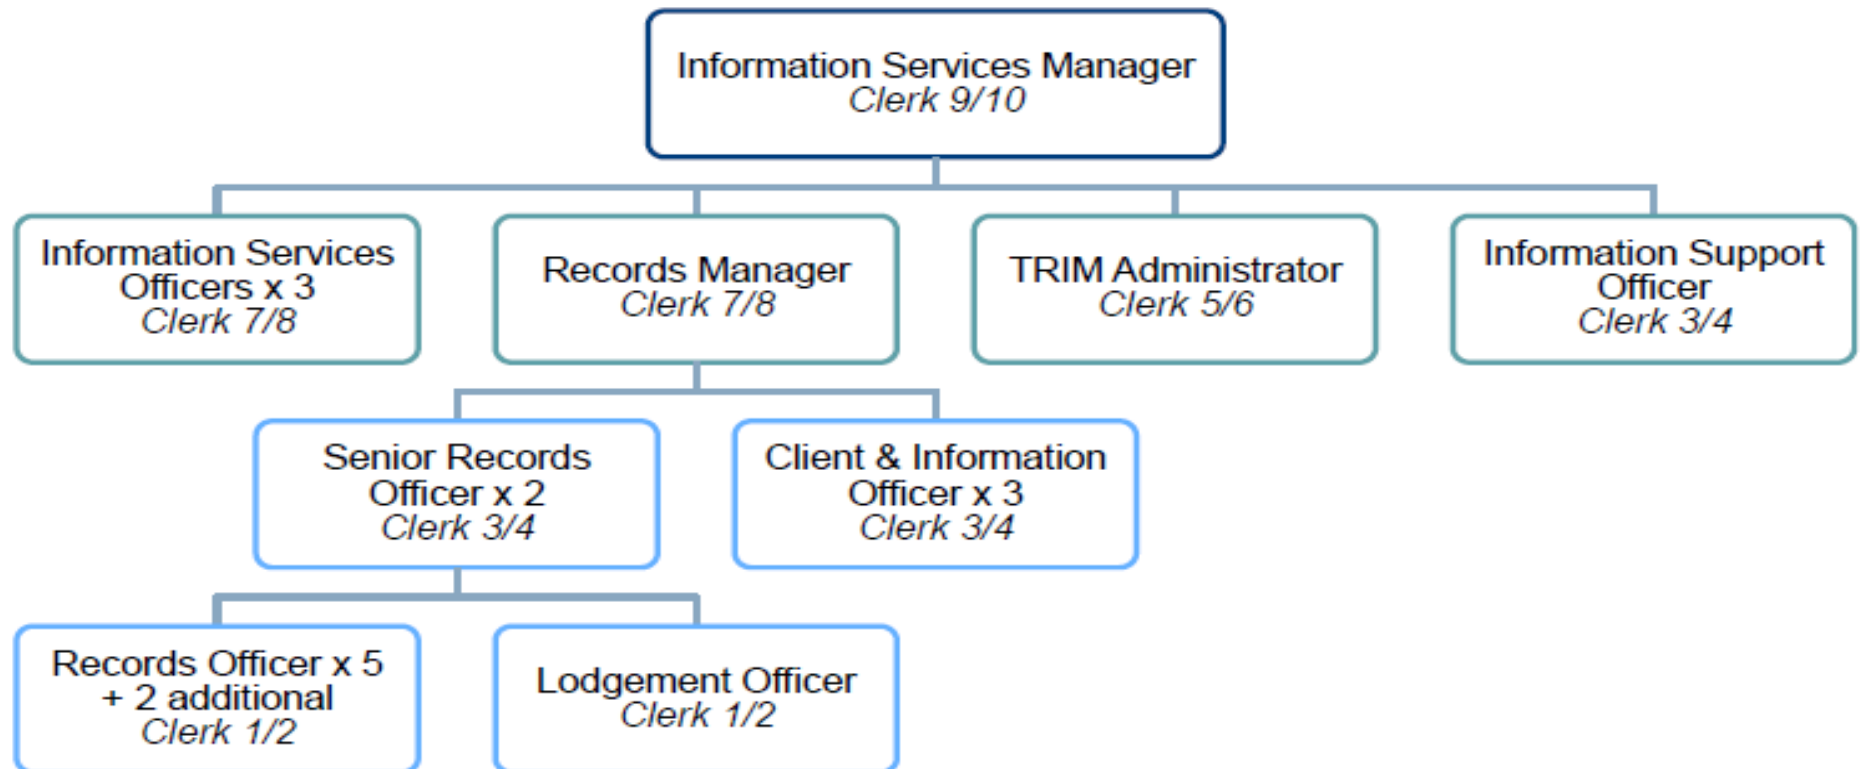 Information Services Manager
Clerk 9/10
Information Services
Officers x 3
Clerk 7/8
Records Manager
Clerk 7/8
TRIM Administrator
Clerk 5/6
Information Support
Officer
Clerk 3/4
Senior Records
Officer x 2
Clerk 3/4
Client & Information
Officer x 3
Clerk 3/4
Records Officer x 5
+ 2 additional
Clerk 1/2
Lodgement Officer
Clerk 1/2